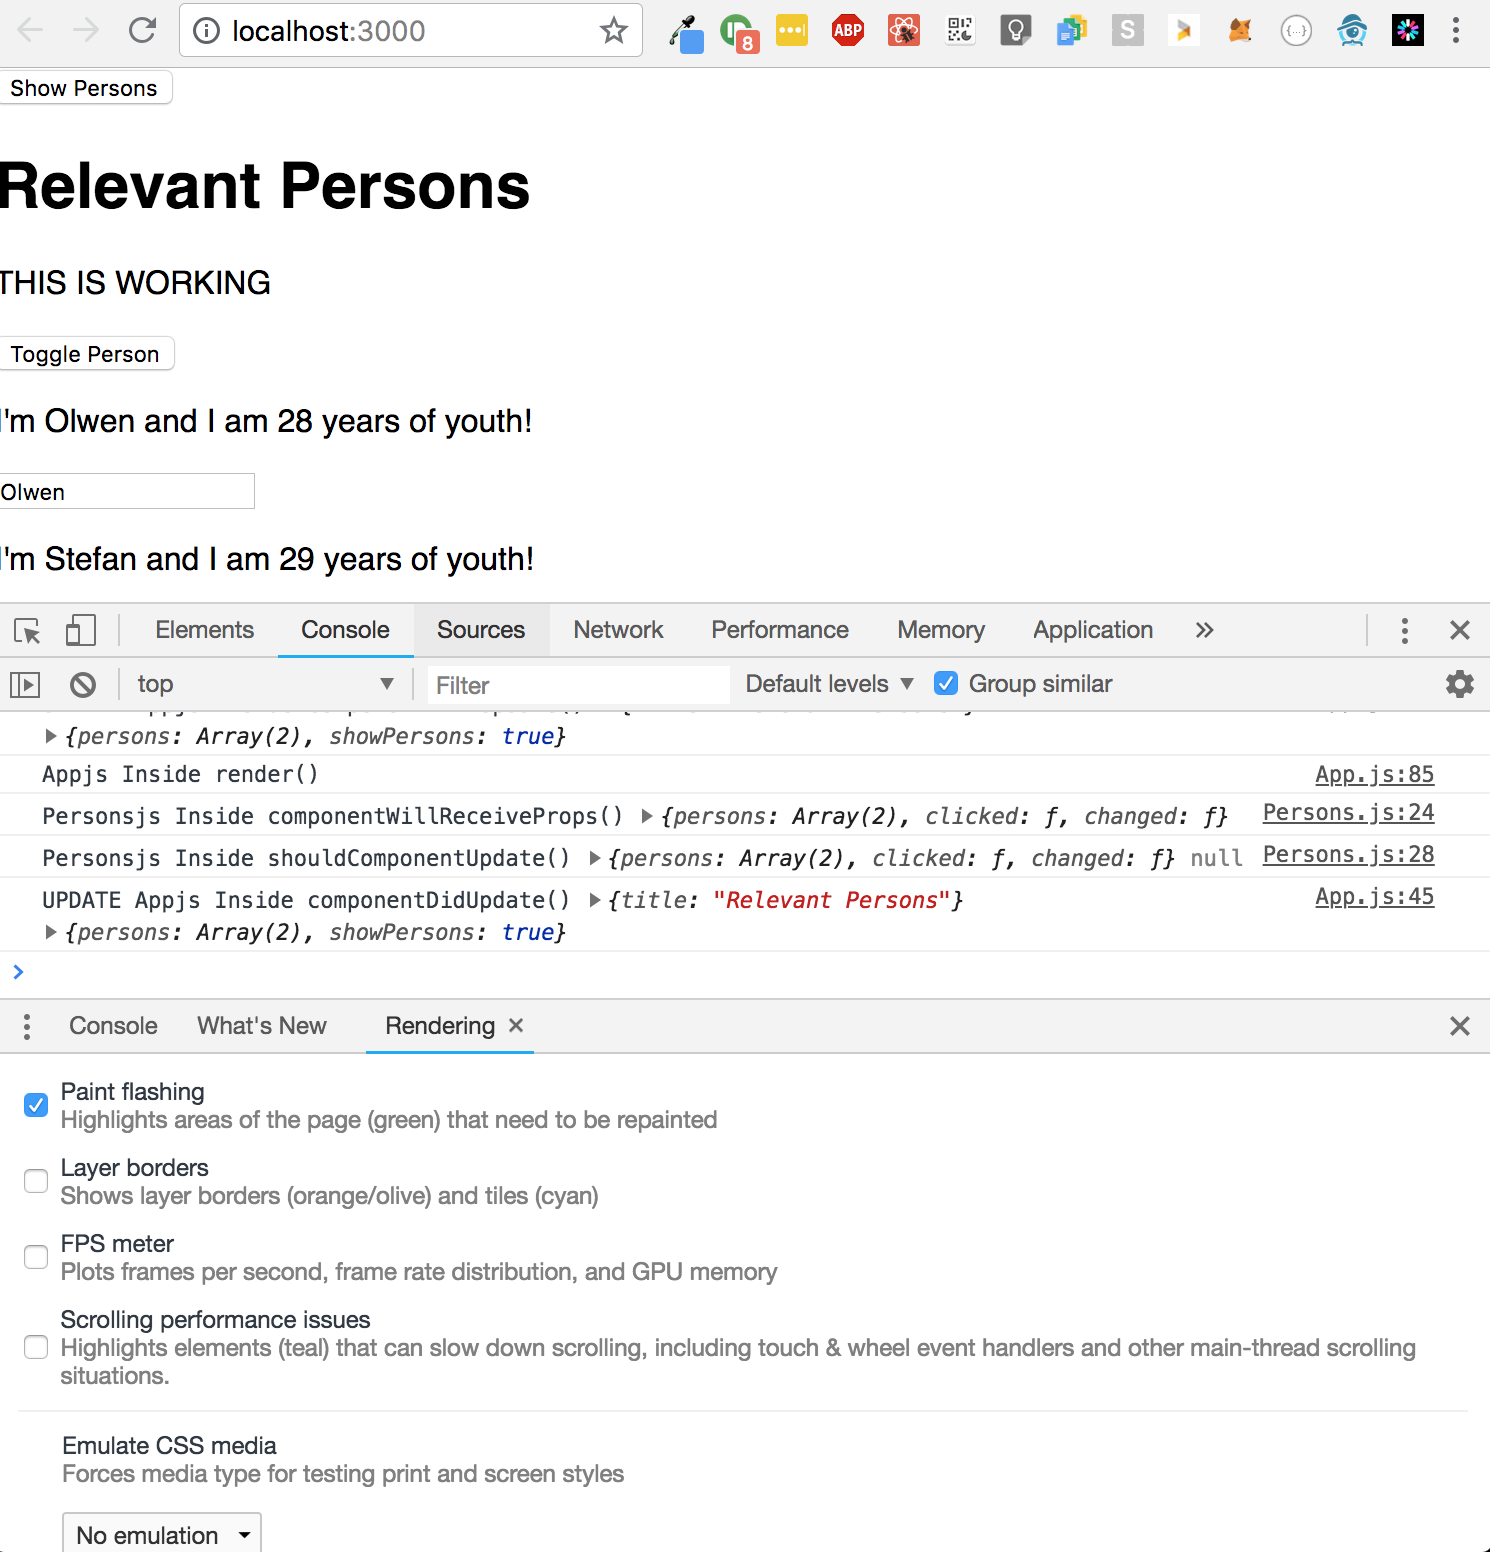 localhost:3000
8
ABP
S
{...}
Show Persons
Relevant Persons
THIS IS WORKING
Toggle Person
I'm Olwen and I am 28 years of youth!
Olwen
I'm Stefan and I am 29 years of youth!
Elements Console Sources Network Performance Memory Application »
top Filter Default levels Group similar
{persons: Array(2), showPersons: true}
Appjs Inside render() App.js:85
Personsjs Inside componentWillReceiveProps() {persons: Array(2), clicked: ƒ, changed: ƒ} Persons.js:24
Personsjs Inside shouldComponentUpdate() {persons: Array(2), clicked: ƒ, changed: ƒ} null Persons.js:28
UPDATE Appjs Inside componentDidUpdate() {title: "Relevant Persons"} App.js:45
{persons: Array(2), showPersons: true}
Console What's New Rendering
Paint flashing
Highlights areas of the page (green) that need to be repainted
Layer borders
Shows layer borders (orange/olive) and tiles (cyan)
FPS meter
Plots frames per second, frame rate distribution, and GPU memory
Scrolling performance issues
Highlights elements (teal) that can slow down scrolling, including touch & wheel event handlers and other main-thread scrolling
situations.
Emulate CSS media
Forces media type for testing print and screen styles
No emulation